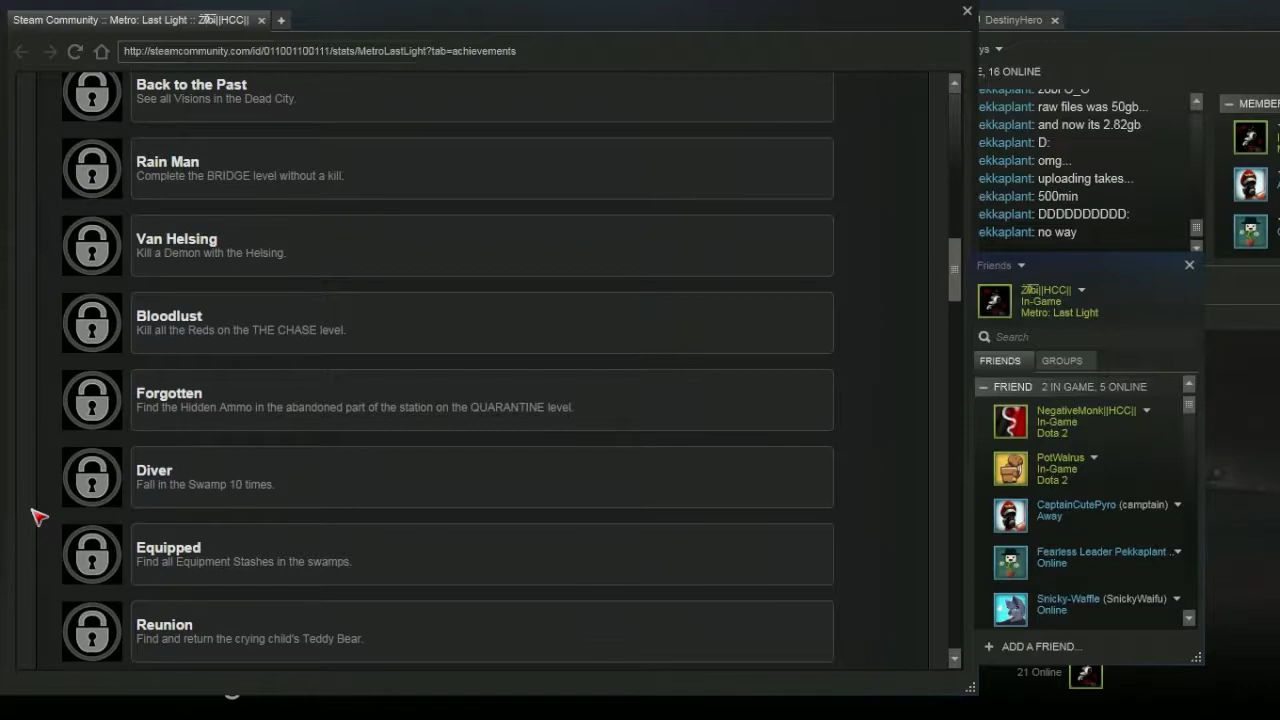 Steam Community :: Metro: Last Light ::
DestinyHero
http://steamcommunity.com/id/011001100111/stats/MetroLastLight?tab=achievements
Back to the Past
See all Visions in the Dead City.
Rain Man
Complete the BRIDGE level without a kill.
Van Helsing
Kill a Demon with the Helsing.
Bloodlust
Kill all the Reds on the THE CHASE level.
Forgotten
Find the Hidden Ammo in the abandoned part of the station on the QUARANTINE level.
Diver
Fall in the Swamp 10 times.
Equipped
Find all Equipment Stashes in the swamps.
Reunion
Find and return the crying child's Teddy Bear.
ys
E, 16 ONLINE
MEMBE
ekkaplant: raw files was 50gb...
ekkaplant: and now its 2.82gb
ekkaplant: D:
ekkaplant: omg...
ekkaplant: uploading takes...
ekkaplant: 500min
ekkaplant: DDDDDDDDDD:
ekkaplant: no way
Friends
In-Game
Metro: Last Light
Search
FRIENDS GROUPS
FRIEND 2 IN GAME, 5 ONLINE
NegativeMonk||HCC||
In-Game
Dota 2
PotWalrus
In-Game
Dota 2
CaptainCutePyro (camptain)
Away
Fearless Leader Pekkaplant ..
Online
Snicky-Waffle (SnickyWaifu)
Online
ADD A FRIEND...
21 Online